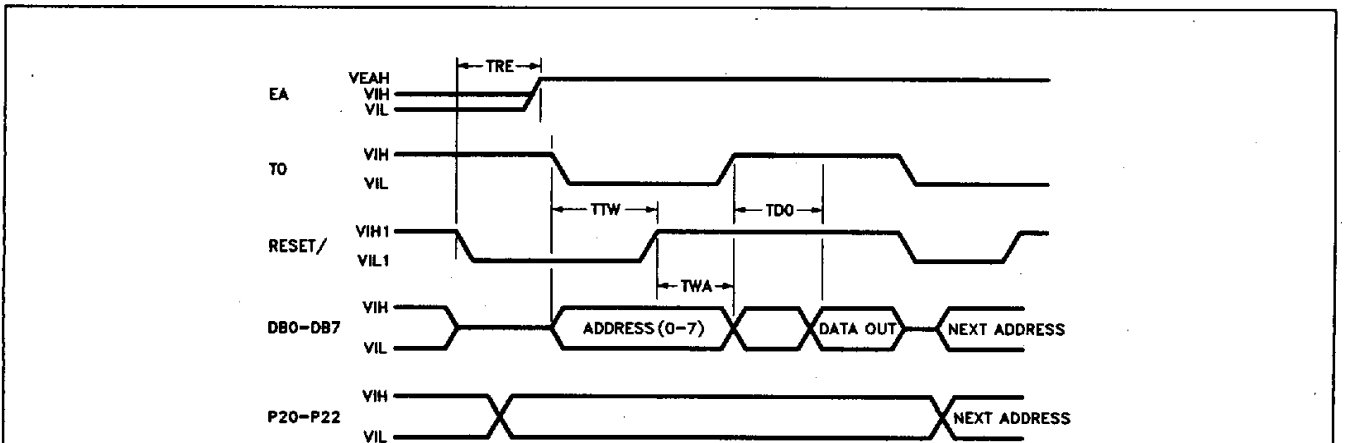 TRE
VEAH
EA
VIH
VIL
VIH
TO
VIL
TTW
TDO
VIH1
RESET/
VIL1
TWA
VIH
DB0-DB7
ADDRESS (0-7)
DATA OUT
NEXT ADDRESS
VIL
VIH
P20-P22
NEXT ADDRESS
VIL